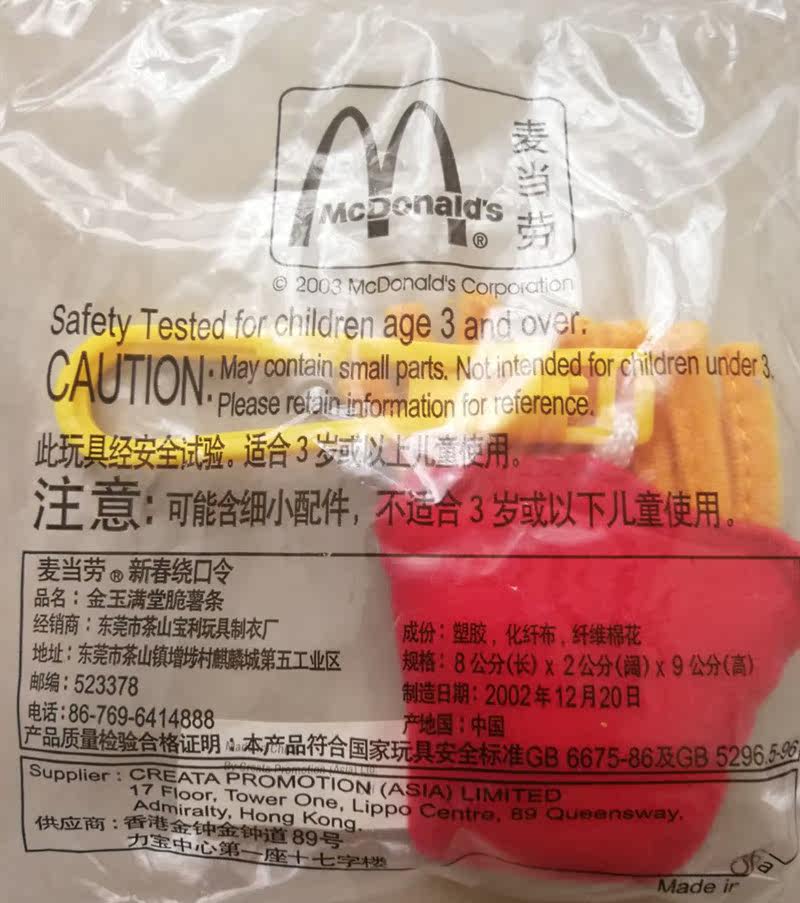 McDonald's®
麦当劳
© 2003 McDonald's Corporation
Safety Tested for children age 3 and over.
CAUTION: May contain small parts. Not intended for children under 3.
Please retain information for reference.
此玩具经安全试验。适合3岁或以上儿童使用。
注意: 可能含细小配件，不适合3岁或以下儿童使用。
麦当劳® 新春绕口令
品名：金玉满堂脆薯条
经销商：东莞市茶山宝利玩具制衣厂
地址：东莞市茶山镇增埗村麒麟城第五工业区
邮编：523378
电话:86-769-6414888
成份：塑胶，化纤布，纤维棉花
规格：8公分(长) x 2公分(阔) x 9公分(高)
制造日期：2002年12月20日
产地国：中国
产品质量检验合格证明：本产品符合国家玩具安全标准GB 6675-86及GB 5296.5-96
Supplier : CREATA PROMOTION (ASIA) LIMITED
17 Floor, Tower One, Lippo Centre, 89 Queensway,
Admiralty, Hong Kong.
供应商：香港金钟金钟道89号
力宝中心第一座十七字楼
Made in